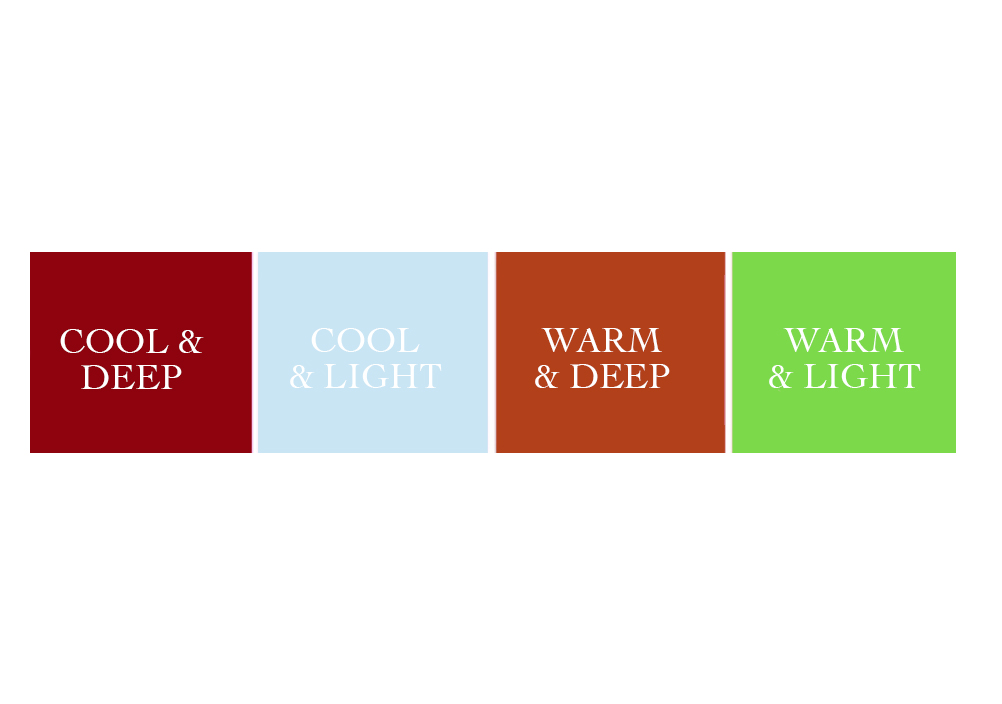 COOL &
DEEP
COOL
& LIGHT
WARM
& DEEP
WARM
& LIGHT